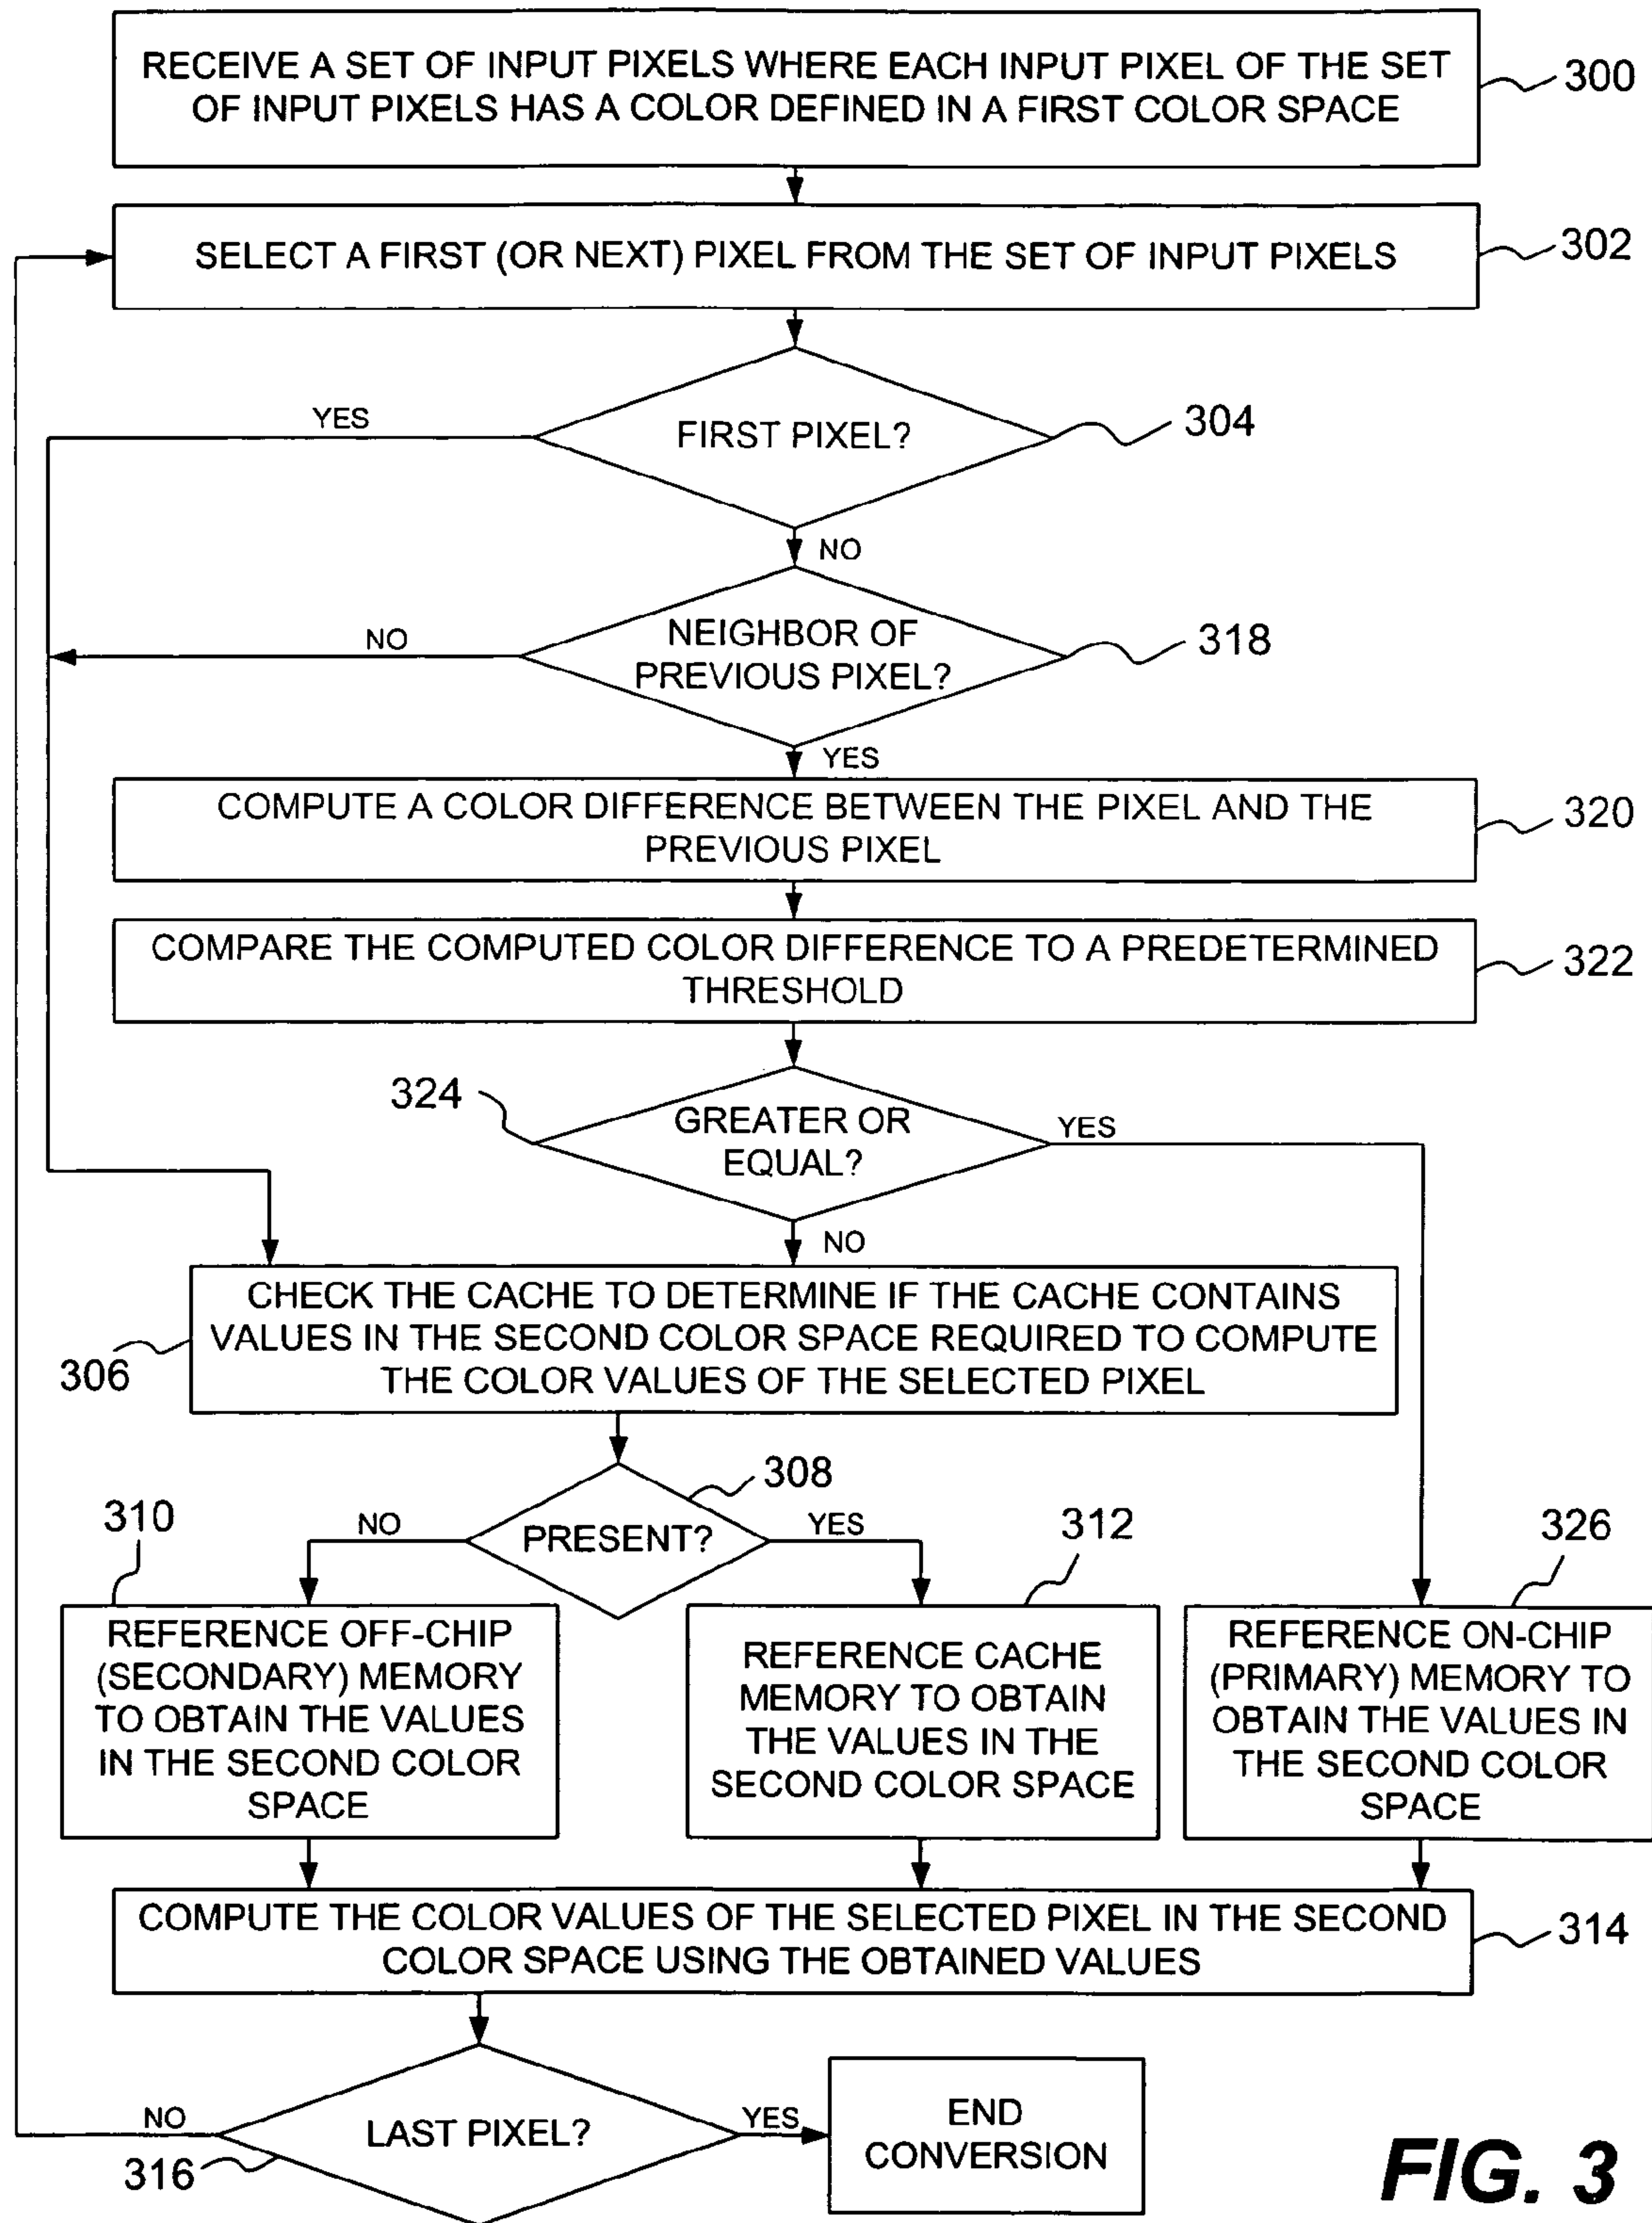 RECEIVE A SET OF INPUT PIXELS WHERE EACH INPUT PIXEL OF THE SET
OF INPUT PIXELS HAS A COLOR DEFINED IN A FIRST COLOR SPACE
300
SELECT A FIRST (OR NEXT) PIXEL FROM THE SET OF INPUT PIXELS
302
YES
FIRST PIXEL?
304
NO
NO
NEIGHBOR OF
PREVIOUS PIXEL?
318
YES
COMPUTE A COLOR DIFFERENCE BETWEEN THE PIXEL AND THE
PREVIOUS PIXEL
320
COMPARE THE COMPUTED COLOR DIFFERENCE TO A PREDETERMINED
THRESHOLD
322
324
GREATER OR
EQUAL?
YES
NO
CHECK THE CACHE TO DETERMINE IF THE CACHE CONTAINS
VALUES IN THE SECOND COLOR SPACE REQUIRED TO COMPUTE
THE COLOR VALUES OF THE SELECTED PIXEL
306
308
310
NO
PRESENT?
YES
312
326
REFERENCE OFF-CHIP
(SECONDARY) MEMORY
TO OBTAIN THE VALUES
IN THE SECOND COLOR
SPACE
REFERENCE CACHE
MEMORY TO OBTAIN
THE VALUES IN THE
SECOND COLOR SPACE
REFERENCE ON-CHIP
(PRIMARY) MEMORY TO
OBTAIN THE VALUES IN
THE SECOND COLOR
SPACE
COMPUTE THE COLOR VALUES OF THE SELECTED PIXEL IN THE SECOND
COLOR SPACE USING THE OBTAINED VALUES
314
NO
LAST PIXEL?
316
YES
END
CONVERSION
FIG. 3